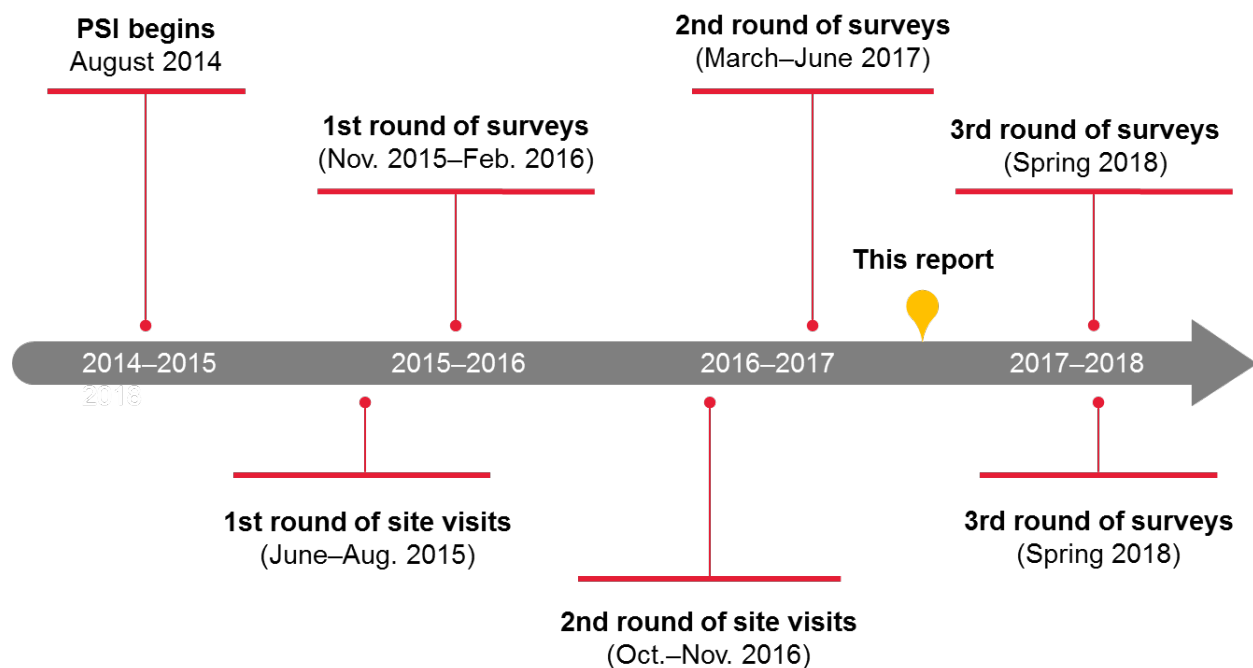 PSI begins
August 2014
2nd round of surveys
(March–June 2017)
1st round of surveys
(Nov. 2015–Feb. 2016)
3rd round of surveys
(Spring 2018)
This report
2014–2015
2015–2016
2016–2017
2017–2018
2016
1st round of site visits
(June–Aug. 2015)
3rd round of surveys
(Spring 2018)
2nd round of site visits
(Oct.–Nov. 2016)